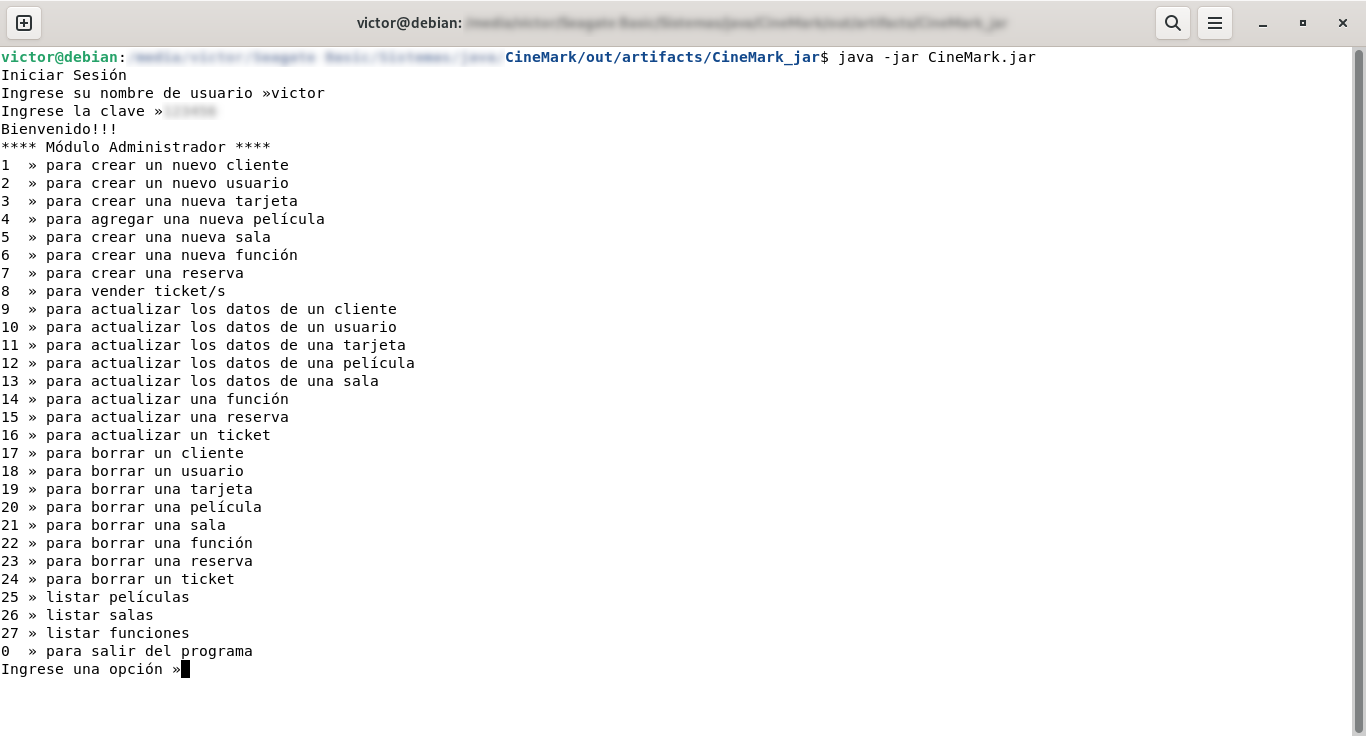 victor@debian:
victor@debian: CineMark/out/artifacts/CineMark_jar$ java -jar CineMark.jar
Iniciar Sesión
Ingrese su nombre de usuario »victor
Ingrese la clave »
Bienvenido!!!
**** Módulo Administrador ****
1  » para crear un nuevo cliente
2  » para crear un nuevo usuario
3  » para crear una nueva tarjeta
4  » para agregar una nueva película
5  » para crear una nueva sala
6  » para crear una nueva función
7  » para crear una reserva
8  » para vender ticket/s
9  » para actualizar los datos de un cliente
10 » para actualizar los datos de un usuario
11 » para actualizar los datos de una tarjeta
12 » para actualizar los datos de una película
13 » para actualizar los datos de una sala
14 » para actualizar una función
15 » para actualizar una reserva
16 » para actualizar un ticket
17 » para borrar un cliente
18 » para borrar un usuario
19 » para borrar una tarjeta
20 » para borrar una película
21 » para borrar una sala
22 » para borrar una función
23 » para borrar una reserva
24 » para borrar un ticket
25 » listar películas
26 » listar salas
27 » listar funciones
0  » para salir del programa
Ingrese una opción »